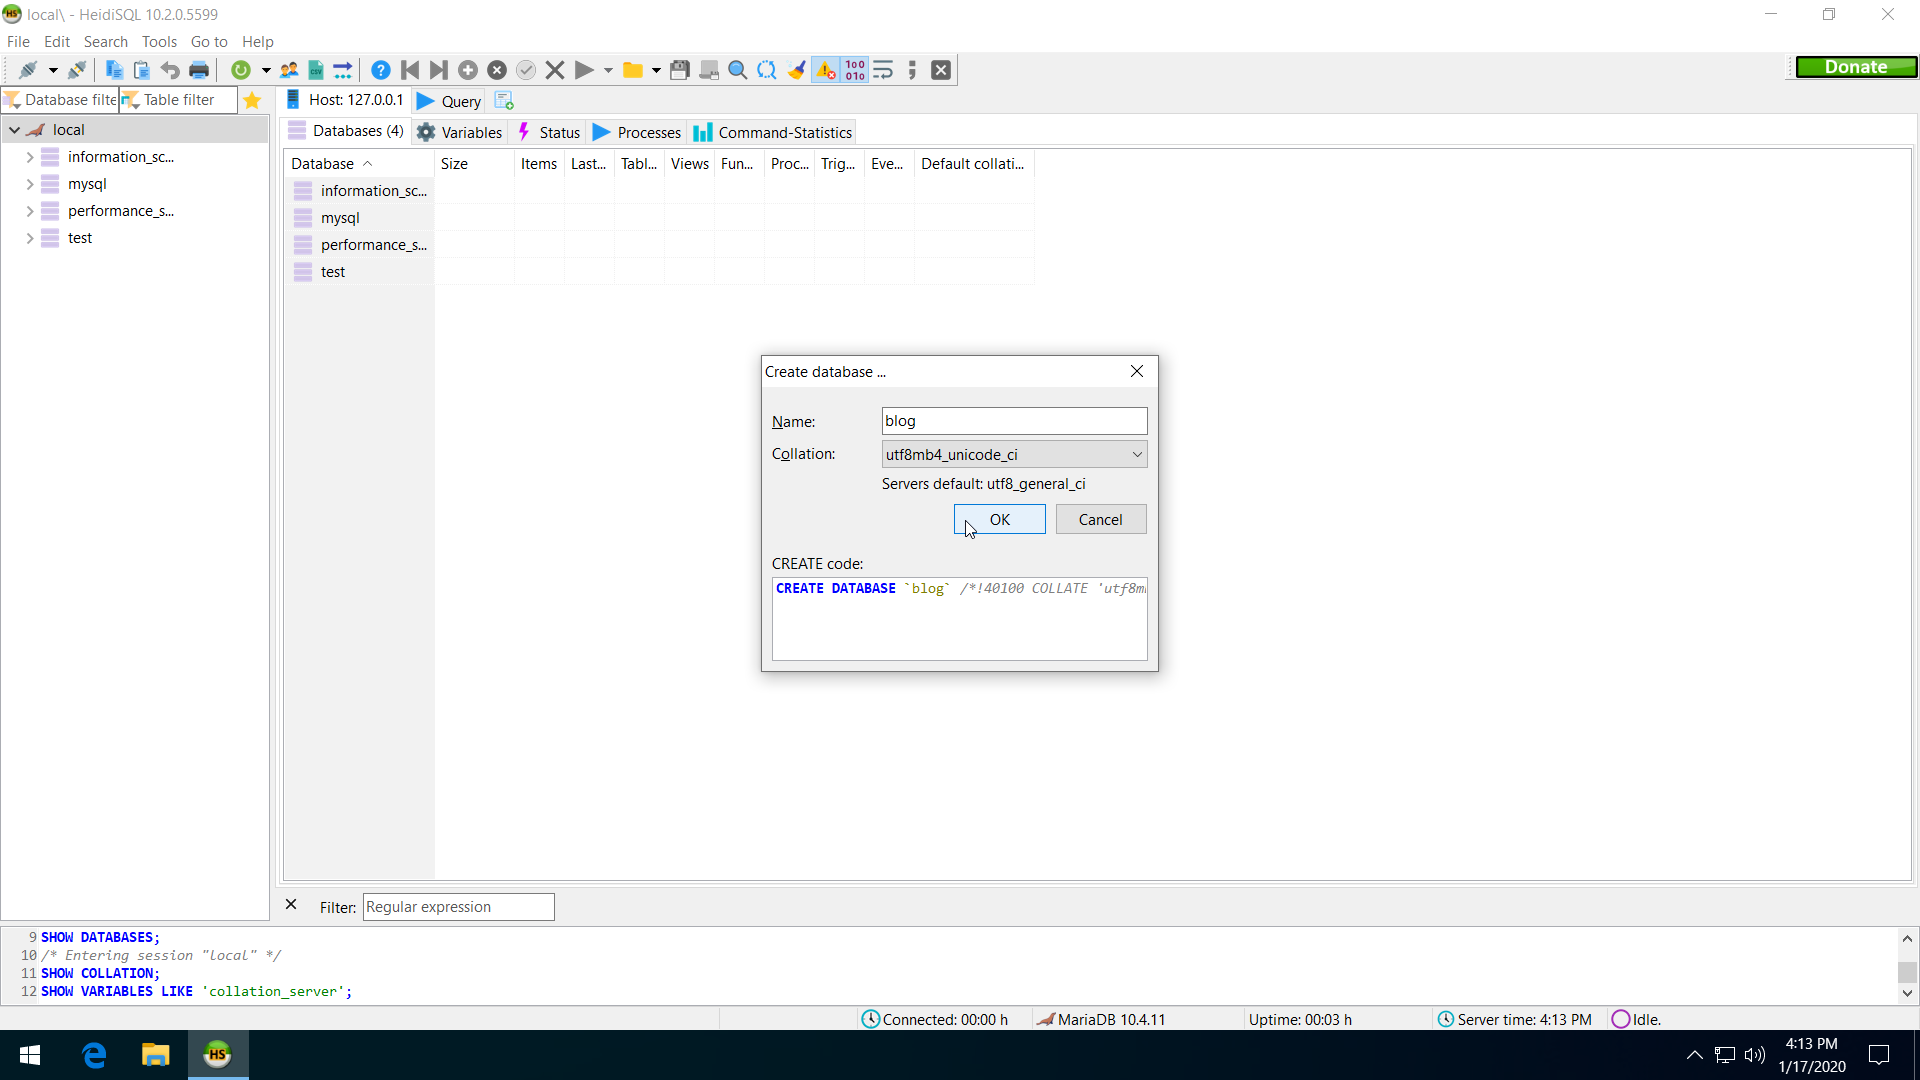 local\ - HeidiSQL 10.2.0.5599
File Edit Search Tools Go to Help
Donate
Database filte Table filter
Host: 127.0.0.1 Query
local
information_sc...
mysql
performance_s...
test
Databases (4) Variables Status Processes Command-Statistics
Database Size Items Last... Tabl... Views Fun... Proc... Trig... Eve... Default collati...
information_sc...
mysql
performance_s...
test
Create database ...
Name: blog
Collation: utf8mb4_unicode_ci
Servers default: utf8_general_ci
OK Cancel
CREATE code:
CREATE DATABASE `blog` /*!40100 COLLATE 'utf8m
Filter: Regular expression
9 SHOW DATABASES;
10 /* Entering session "local" */
11 SHOW COLLATION;
12 SHOW VARIABLES LIKE 'collation_server';
Connected: 00:00 h MariaDB 10.4.11 Uptime: 00:03 h Server time: 4:13 PM Idle.
HS
4:13 PM
1/17/2020